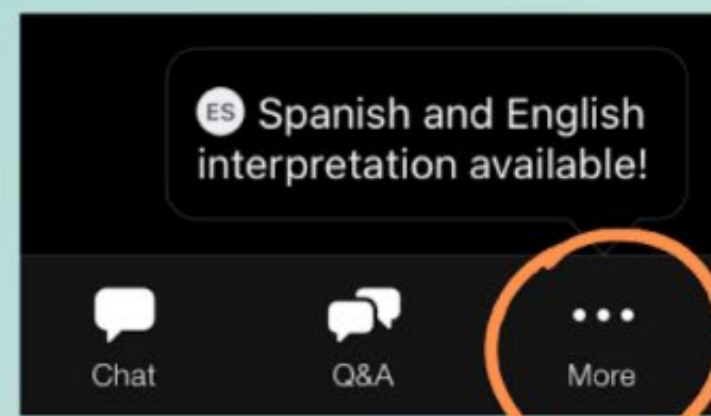 ES Spanish and English
interpretation available!
Chat Q&A More